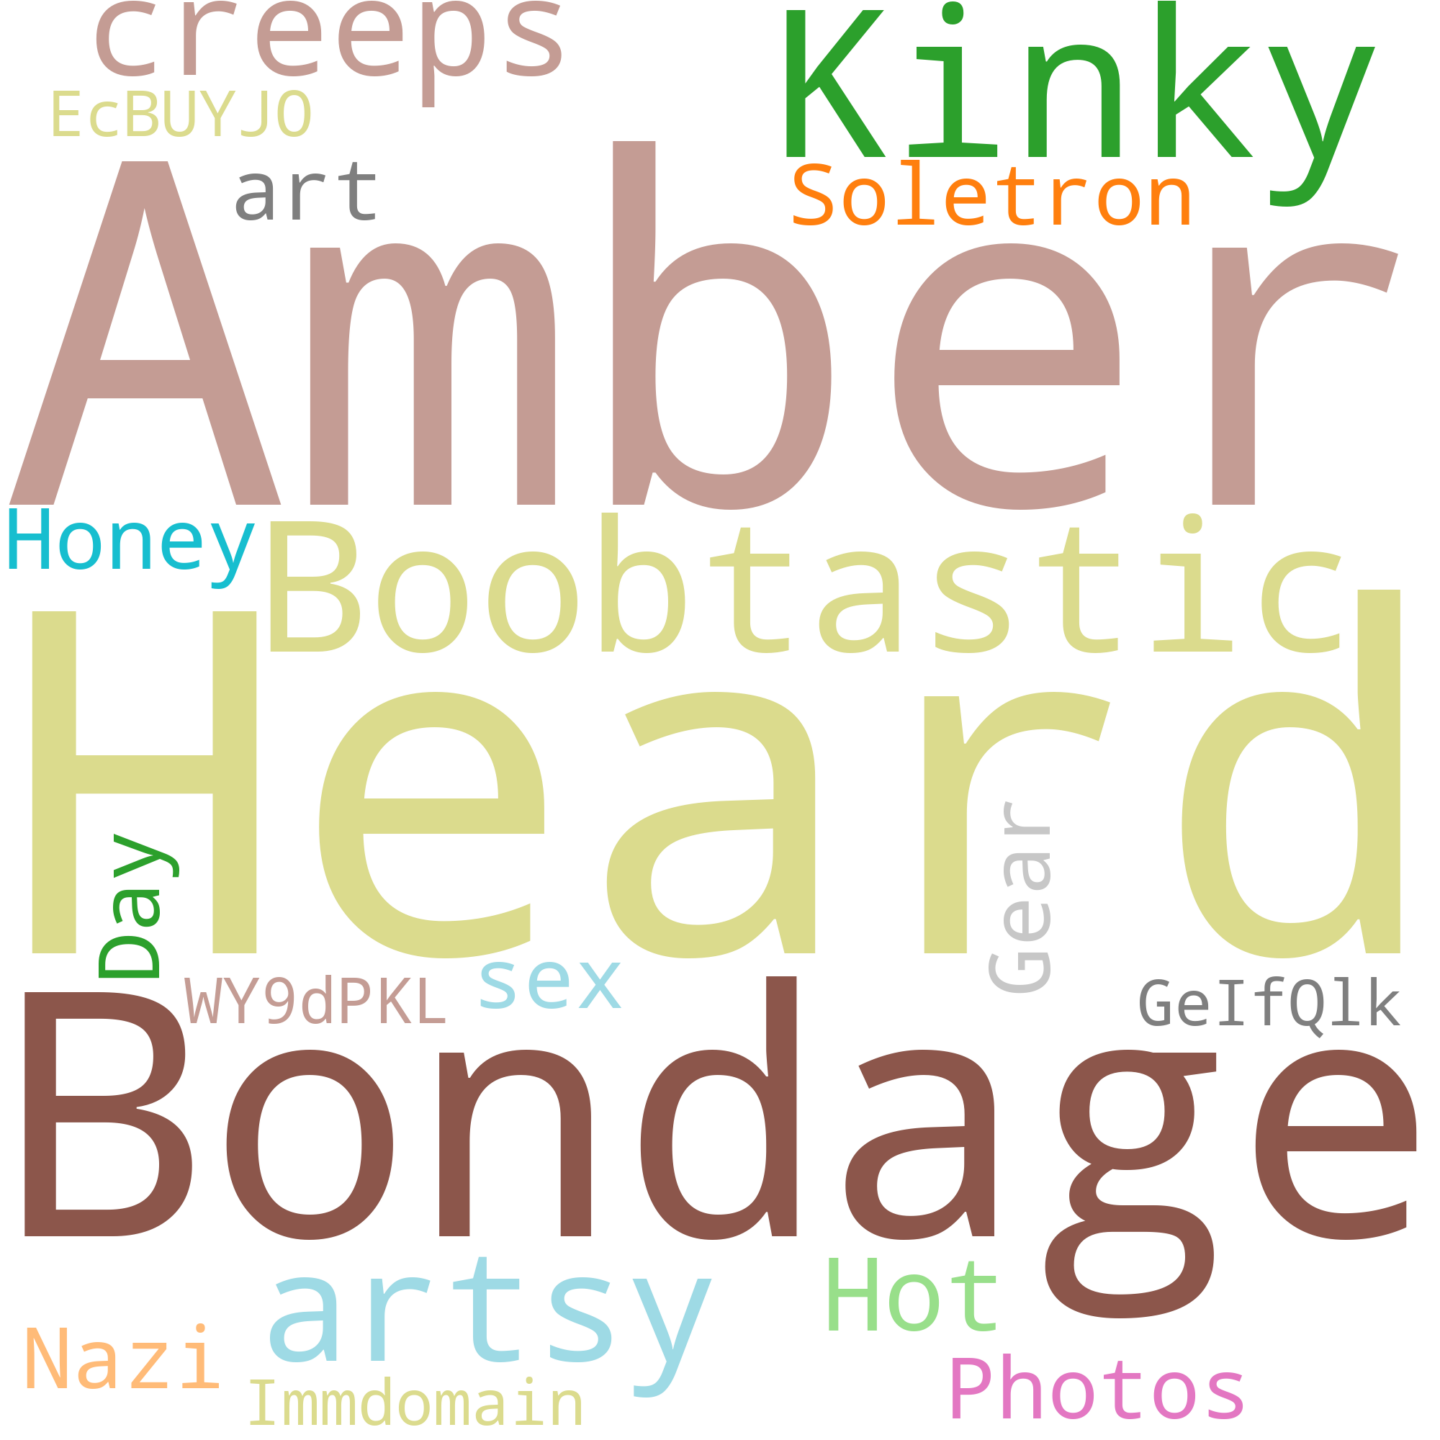 creeps
Kinky
EcBUYJO
art
Soletron
Amber
Honey
Boobtastic
Heard
Day
Gear
WY9dPKL
sex
GeIfQlk
Bondage
artsy
Hot
Nazi
Immdomain
Photos